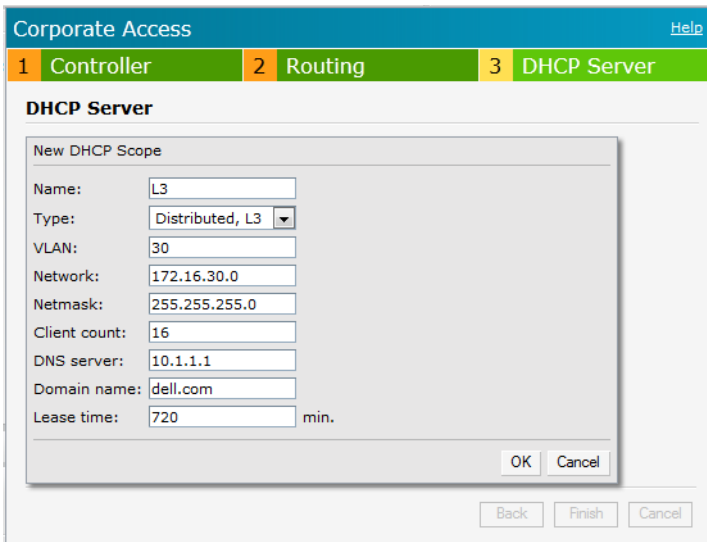 Corporate Access Help
1 Controller 2 Routing 3 DHCP Server
DHCP Server
New DHCP Scope
Name: L3
Type: Distributed, L3
VLAN: 30
Network: 172.16.30.0
Netmask: 255.255.255.0
Client count: 16
DNS server: 10.1.1.1
Domain name: dell.com
Lease time: 720 min.
OK Cancel
Back Finish Cancel